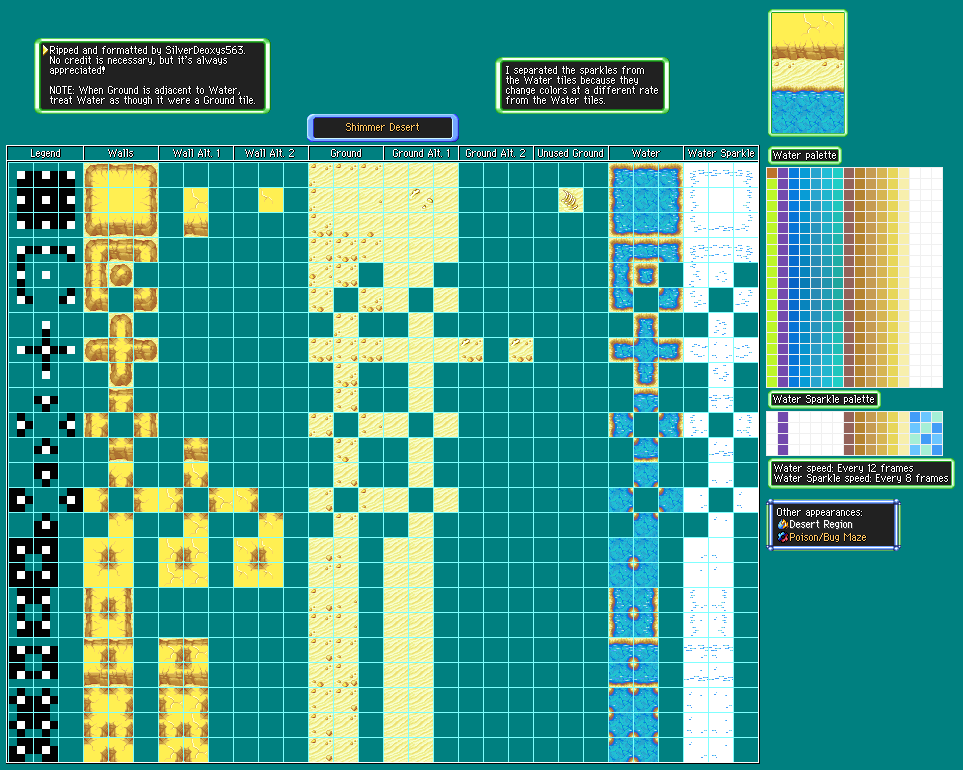 Ripped and formatted by SilverDeoxys563.
No credit is necessary, but it's always
appreciated!
NOTE: When Ground is adjacent to Water,
treat Water as though it were a Ground tile.
I separated the sparkles from
the Water tiles because they
change colors at a different rate
from the Water tiles.
Shimmer Desert
Legend Walls Wall Alt. 1 Wall Alt. 2 Ground Ground Alt. 1 Ground Alt. 2 Unused Ground Water Water Sparkle
Water palette
Water Sparkle palette
Water speed: Every 12 frames
Water Sparkle speed: Every 8 frames
Other appearances:
Desert Region
Poison/Bug Maze